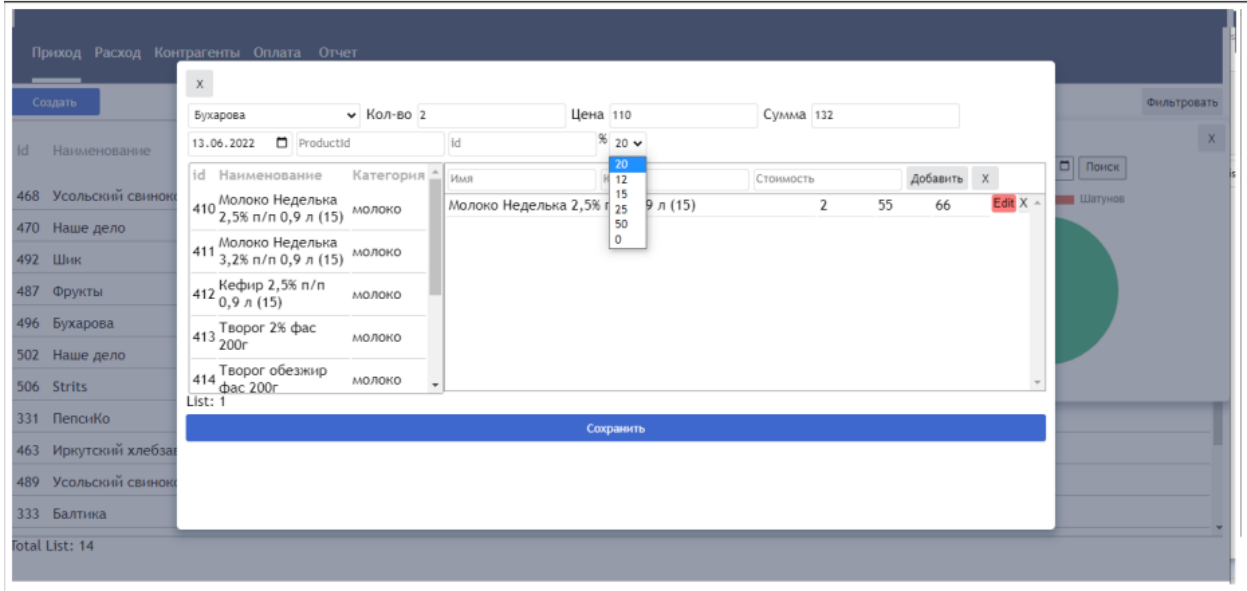 Приход Расход Контрагенты Оплата Отчет
X
Создать
Фильтровать
Бухарова Кол-во 2 Цена 110 Сумма 132
13.06.2022 ProductId id % 20
X
id Наименование
id Наименование Категория
Имя Стоимость Добавить X
Поиск
20
12
15
25
50
0
468 Усольский свиноко
410 Молоко Неделька 2,5% п/п 0,9 л (15) молоко
Молоко Неделька 2,5% 9 л (15) 2 55 66 Edit X
Шатунов
470 Наше дело
411 Молоко Неделька 3,2% п/п 0,9 л (15) молоко
492 Шик
487 Фрукты
412 Кефир 2,5% п/п 0,9 л (15) молоко
496 Бухарова
413 Творог 2% фас 200г молоко
502 Наше дело
414 Творог обезжир фас 200г молоко
506 Strits
List: 1
331 ПепсиКо
Сохранить
463 Иркутский хлебзав
489 Усольский свиноко
333 Балтика
Total List: 14